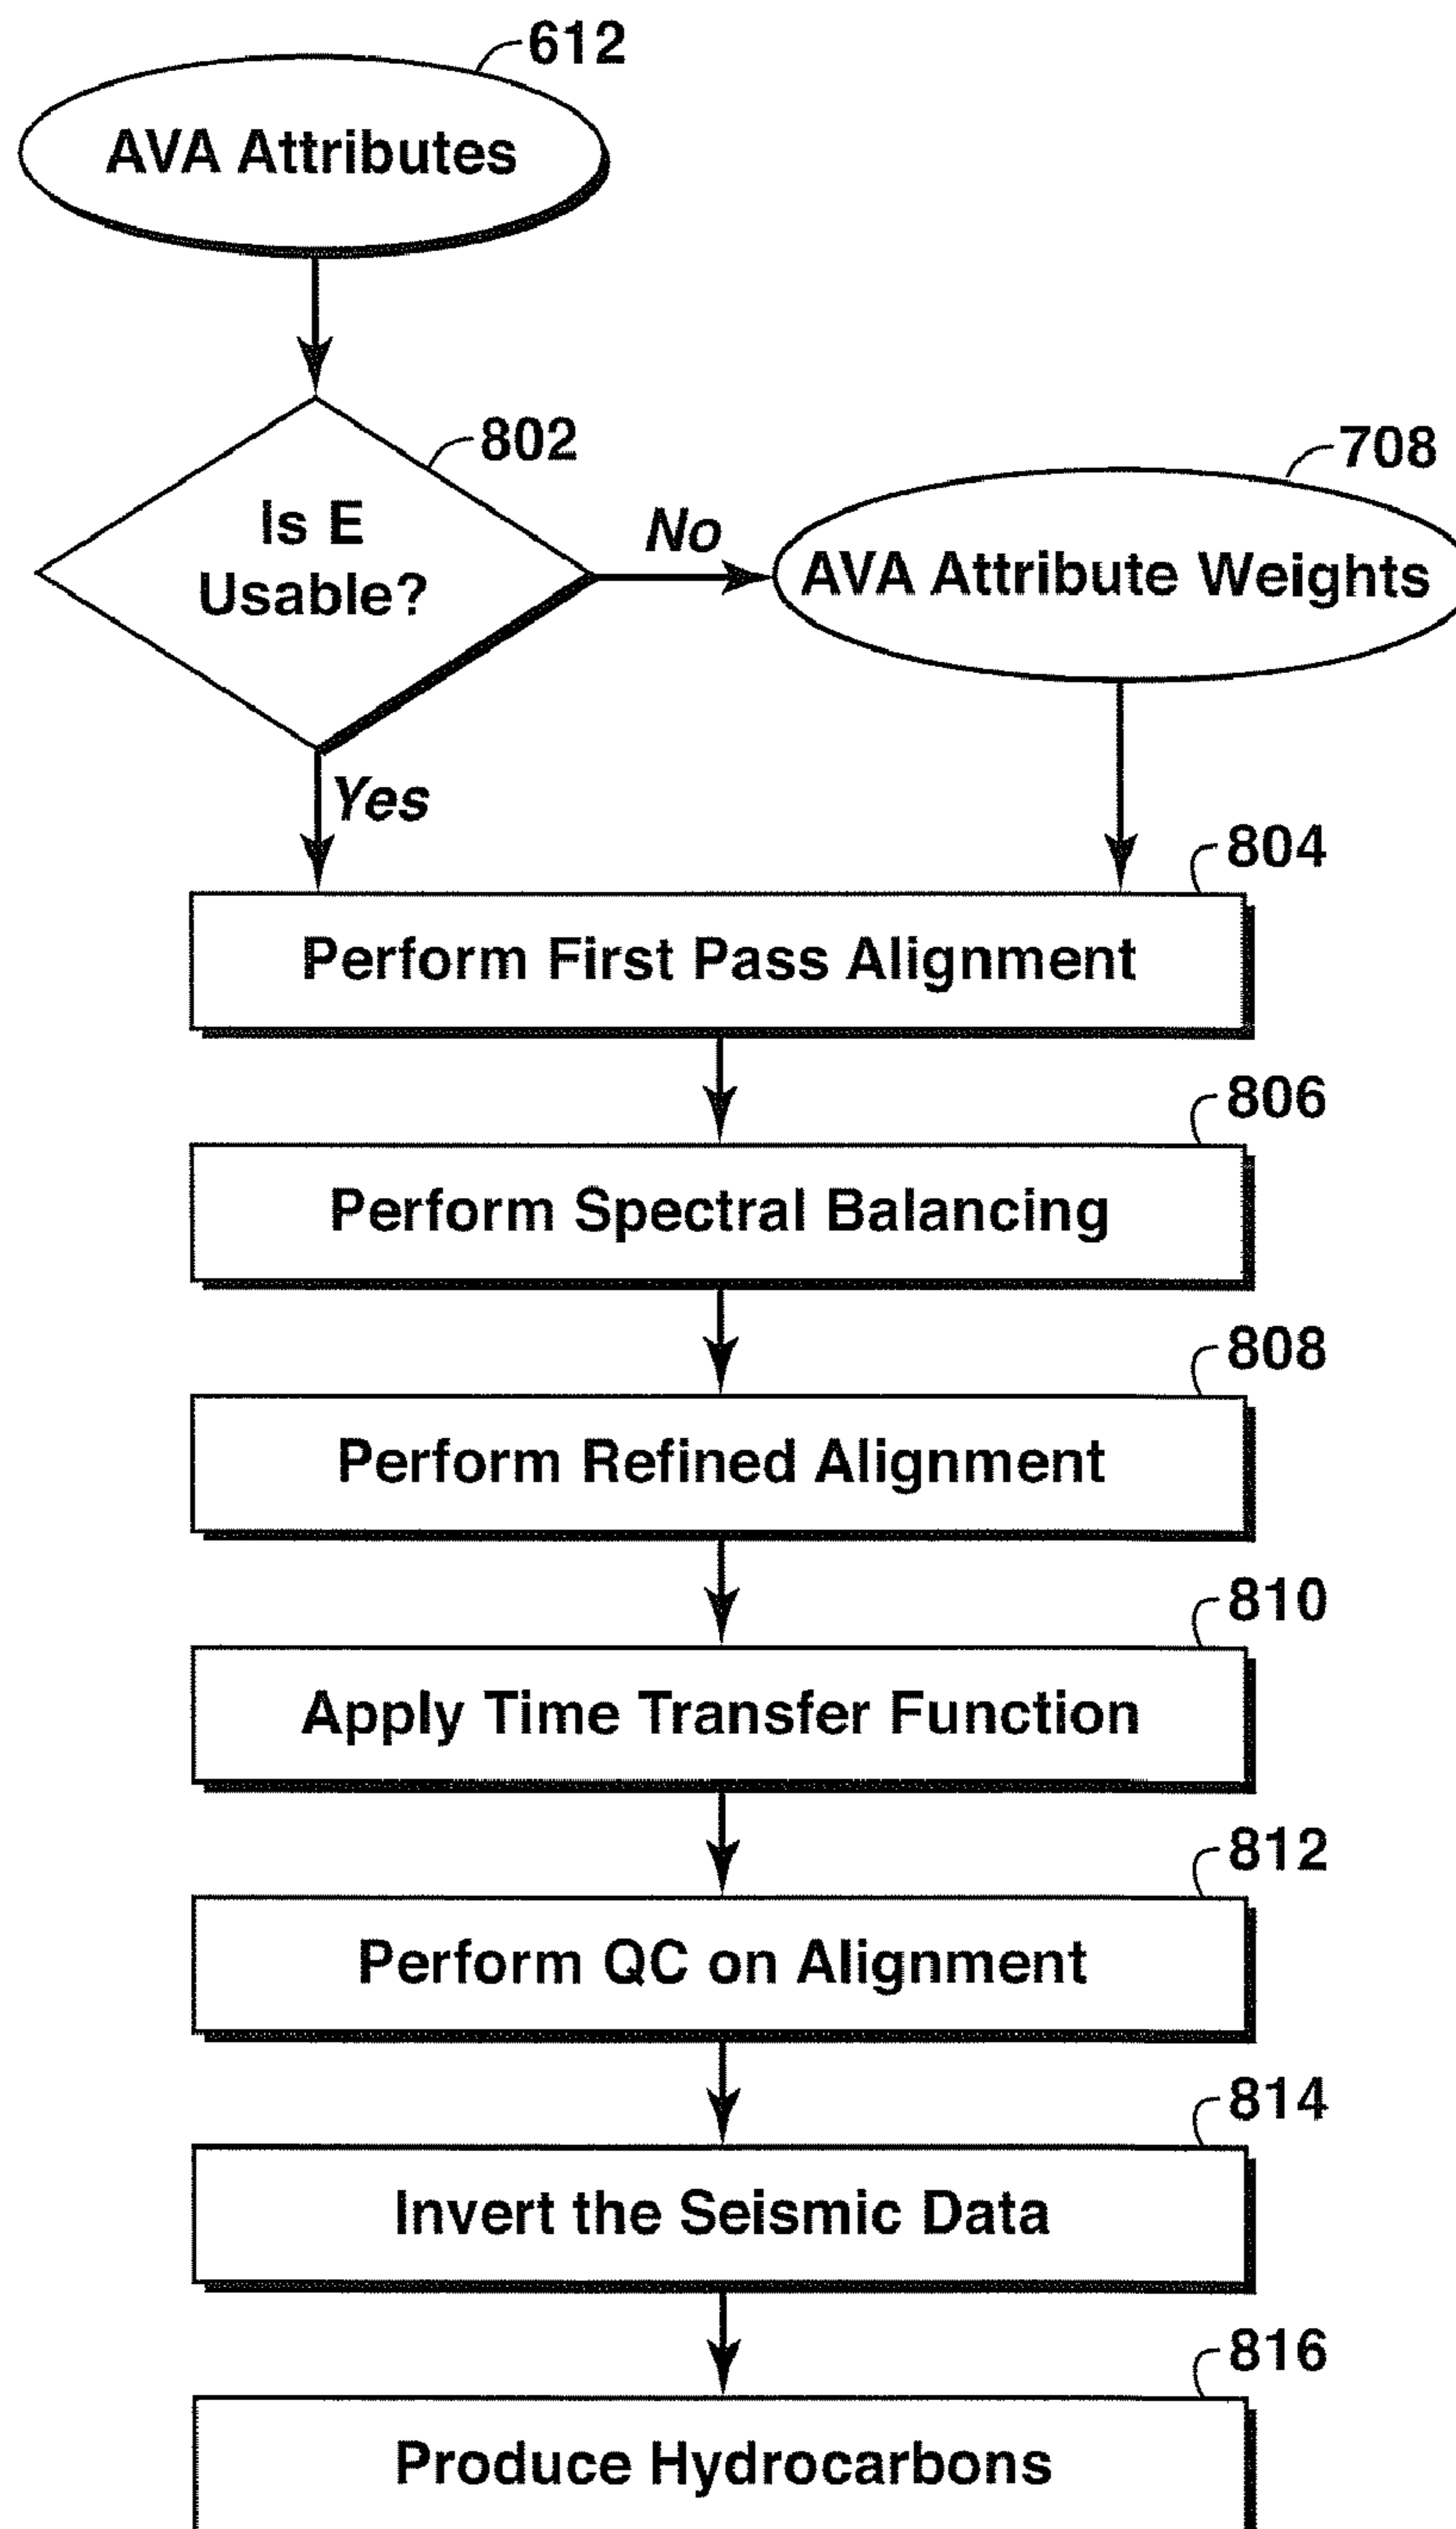 612
AVA Attributes
802
Is E
Usable?
No
708
AVA Attribute Weights
Yes
804
Perform First Pass Alignment
806
Perform Spectral Balancing
808
Perform Refined Alignment
810
Apply Time Transfer Function
812
Perform QC on Alignment
814
Invert the Seismic Data
816
Produce Hydrocarbons